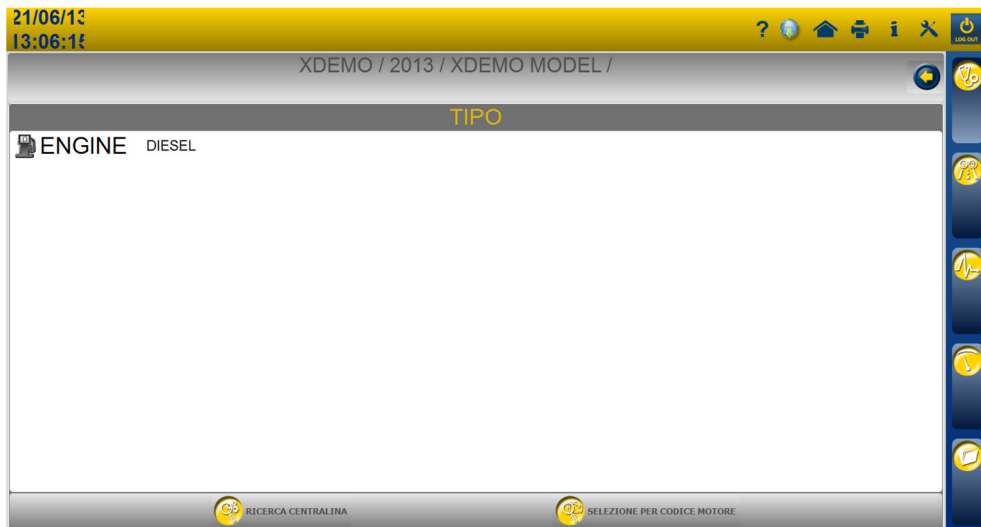 21/06/13
13:06:15
?
i
LOG OUT
XDEMO / 2013 / XDEMO MODEL /
TIPO
ENGINE DIESEL
RICERCA CENTRALINA
SELEZIONE PER CODICE MOTORE